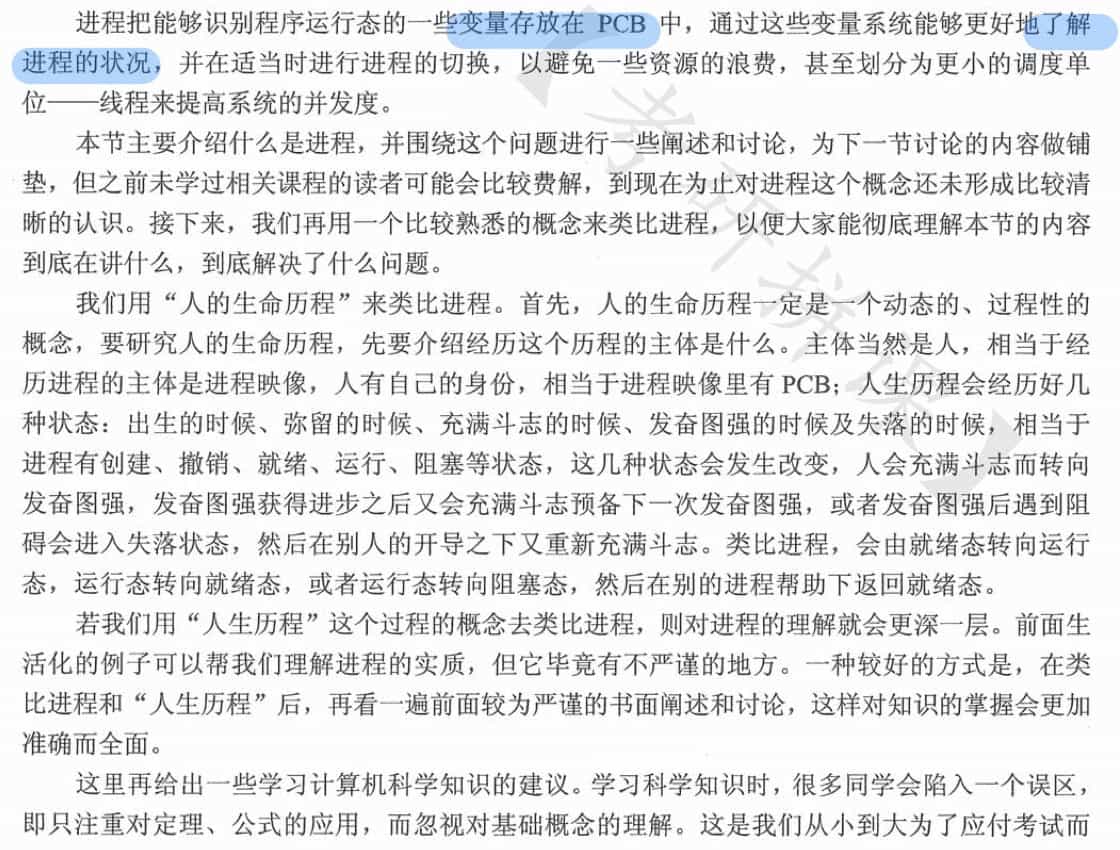 进程把能够识别程序运行态的一些变量存放在 PCB 中，通过这些变量系统能够更好地了解
进程的状况，并在适当时进行进程的切换，以避免一些资源的浪费，甚至划分为更小的调度单
位——线程来提高系统的并发度。
本节主要介绍什么是进程，并围绕这个问题进行一些阐述和讨论，为下一节讨论的内容做铺
垫，但之前未学过相关课程的读者可能会比较费解，到现在为止对进程这个概念还未形成比较清
晰的认识。接下来，我们再用一个比较熟悉的概念来类比进程，以便大家能彻底理解本节的内容
到底在讲什么，到底解决了什么问题。
我们用“人的生命历程”来类比进程。首先，人的生命历程一定是一个动态的、过程性的
概念，要研究人的生命历程，先要介绍经历这个历程的主体是什么。主体当然是人，相当于经
历进程的主体是进程映像，人有自己的身份，相当于进程映像里有 PCB；人生历程会经历好几
种状态：出生的时候、弥留的时候、充满斗志的时候、发奋图强的时候及失落的时候，相当于
进程有创建、撤销、就绪、运行、阻塞等状态，这几种状态会发生改变，人会充满斗志而转向
发奋图强，发奋图强获得进步之后又会充满斗志预备下一次发奋图强，或者发奋图强后遇到阻
碍会进入失落状态，然后在别人的开导之下又重新充满斗志。类比进程，会由就绪态转向运行
态，运行态转向就绪态，或者运行态转向阻塞态，然后在别的进程帮助下返回就绪态。
若我们用“人生历程”这个过程的概念去类比进程，则对进程的理解就会更深一层。前面生
活化的例子可以帮我们理解进程的实质，但它毕竟有不严谨的地方。一种较好的方式是，在类
比进程和“人生历程”后，再看一遍前面较为严谨的书面阐述和讨论，这样对知识的掌握会更加
准确而全面。
这里再给出一些学习计算机科学知识的建议。学习科学知识时，很多同学会陷入一个误区，
即只注重对定理、公式的应用，而忽视对基础概念的理解。这是我们从小到大为了应付考试而
【考研拼课】